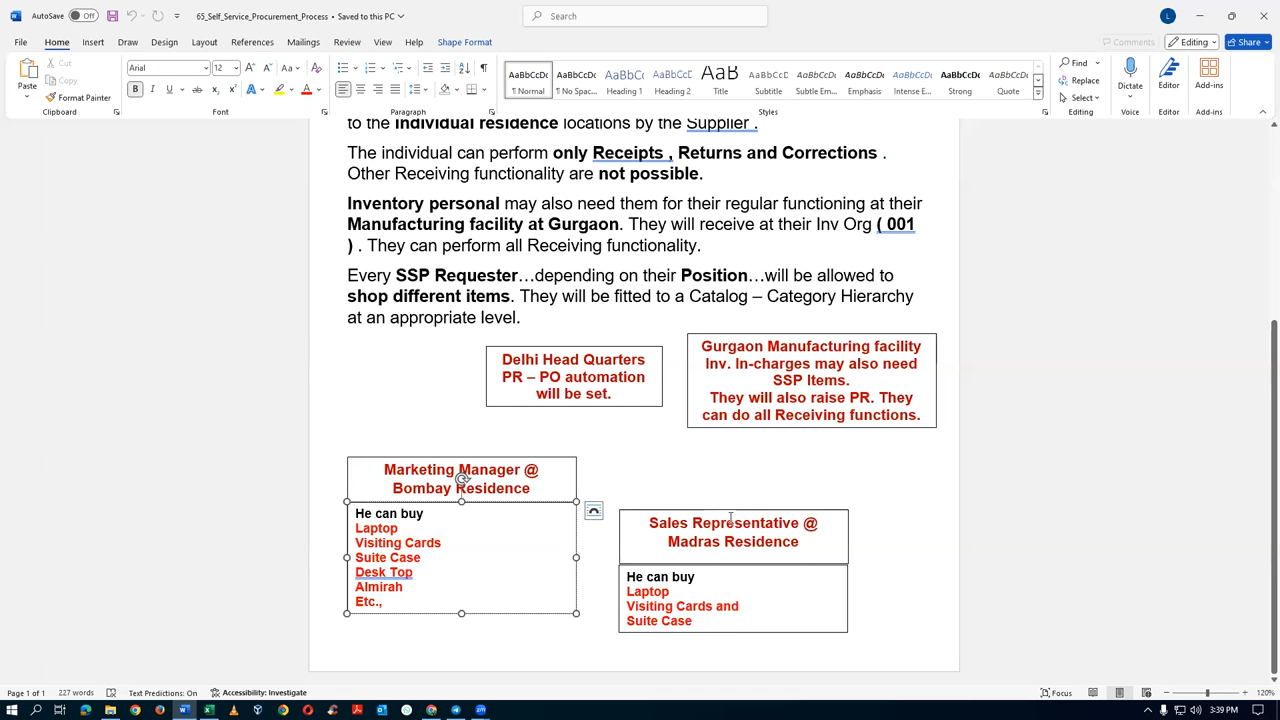 AutoSave
Off
65_Self_Service_Procurement_Process • Saved to this PC
Search
L
File
Home
Insert
Draw
Design
Layout
References
Mailings
Review
View
Help
Shape Format
Comments
Editing
Share
Paste
Cut
Copy
Format Painter
Clipboard
Arial
12
Font
Paragraph
AaBbCcDc
¶ Normal
AaBbCcDc
¶ No Spac...
AaBbCc
Heading 1
AaBbCcD
Heading 2
AaB
Title
AaBbCcD
Subtitle
AaBbCcDc
Subtle Em...
AaBbCcDc
Emphasis
AaBbCcDc
Intense E...
AaBbCcDc
Strong
AaBbCcDc
Quote
Styles
Find
Replace
Select
Editing
Dictate
Voice
Editor
Editor
Add-ins
Add-ins
to the individual residence locations by the Supplier .
The individual can perform only Receipts , Returns and Corrections .
Other Receiving functionality are not possible.
Inventory personal may also need them for their regular functioning at their
Manufacturing facility at Gurgaon. They will receive at their Inv Org ( 001
) . They can perform all Receiving functionality.
Every SSP Requester…depending on their Position…will be allowed to
shop different items. They will be fitted to a Catalog – Category Hierarchy
at an appropriate level.
Delhi Head Quarters
PR – PO automation
will be set.
Gurgaon Manufacturing facility
Inv. In-charges may also need
SSP Items.
They will also raise PR. They
can do all Receiving functions.
Marketing Manager @
Bombay Residence
He can buy
Laptop
Visiting Cards
Suite Case
Desk Top
Almirah
Etc.,
Sales Representative @
Madras Residence
He can buy
Laptop
Visiting Cards and
Suite Case
Page 1 of 1
227 words
Text Predictions: On
Accessibility: Investigate
Focus
120%
3:39 PM